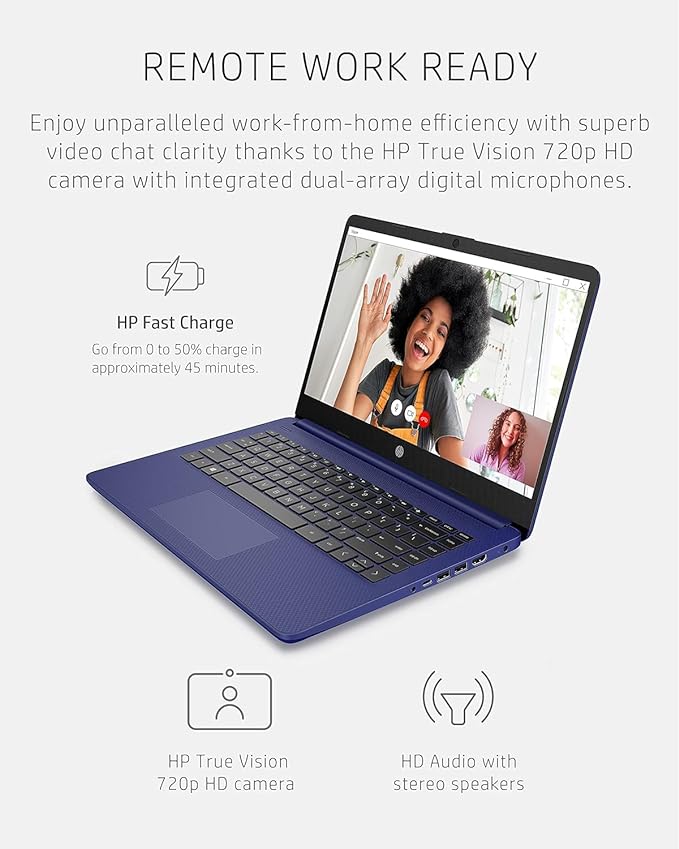 REMOTE WORK READY
Enjoy unparalleled work-from-home efficiency with superb
video chat clarity thanks to the HP True Vision 720p HD
camera with integrated dual-array digital microphones.
HP Fast Charge
Go from 0 to 50% charge in
approximately 45 minutes.
hp
HP True Vision
720p HD camera
HD Audio with
stereo speakers